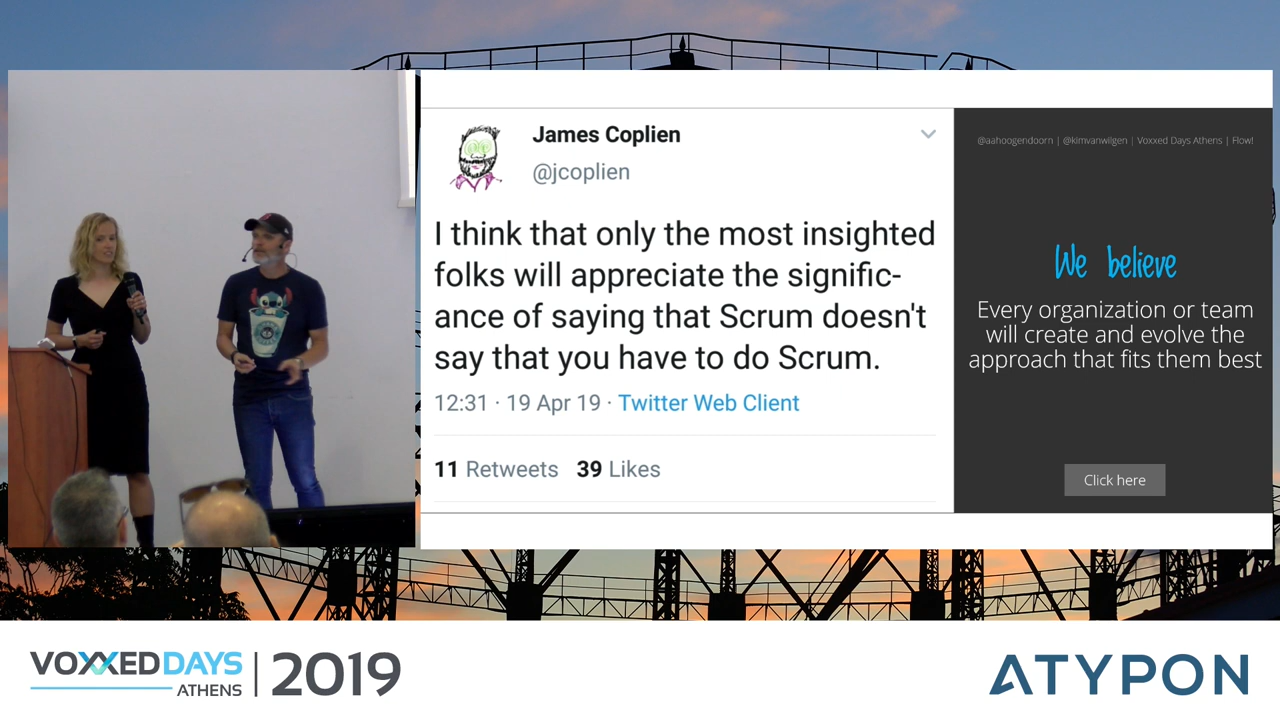 James Coplien
@jcoplien
I think that only the most insighted
folks will appreciate the signific-
ance of saying that Scrum doesn't
say that you have to do Scrum.
12:31 · 19 Apr 19 · Twitter Web Client
11 Retweets 39 Likes
@aahoogendoorn | @kimvanwilgen | Voxxed Days Athens | Flow!
We believe
Every organization or team
will create and evolve the
approach that fits them best
Click here
VOXXED DAYS
ATHENS
2019
ATYPON